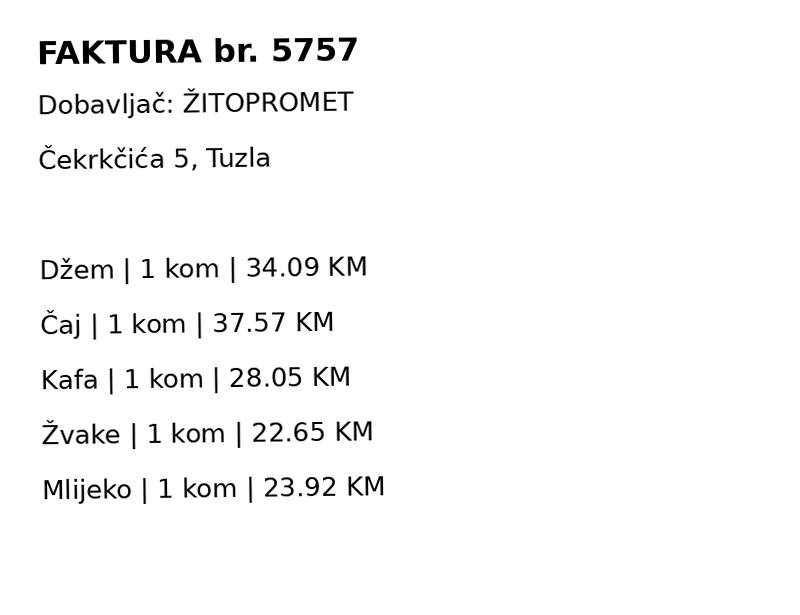 FAKTURA br. 5757
Dobavljač: ŽITOPROMET
Čekrkčića 5, Tuzla
Džem | 1 kom | 34.09 KM
Čaj | 1 kom | 37.57 KM
Kafa | 1 kom | 28.05 KM
Žvake | 1 kom | 22.65 KM
Mlijeko | 1 kom | 23.92 KM